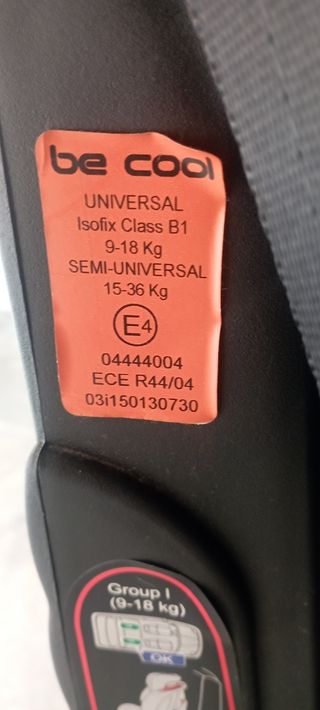 be cool
UNIVERSAL
Isofix Class B1
9-18 Kg
SEMI-UNIVERSAL
15-36 Kg
E4
04444004
ECE R44/04
03i150130730
Group I
(9-18 kg)
OK